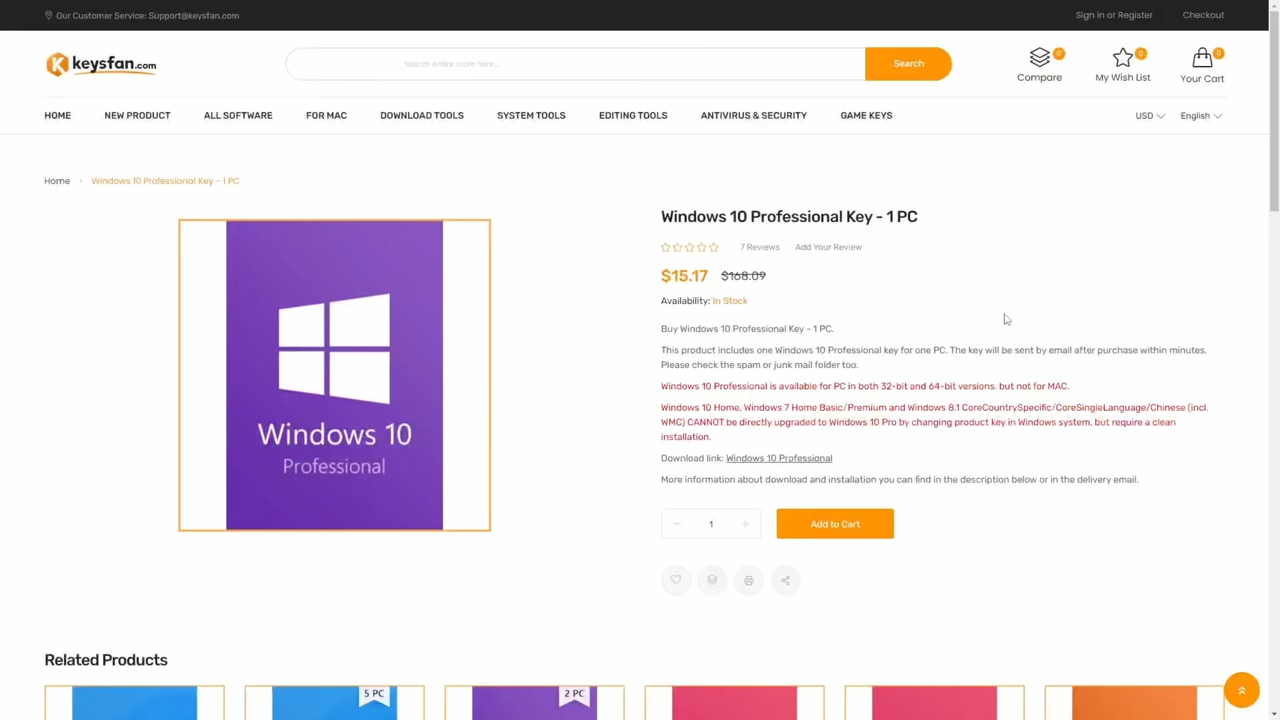 Our Customer Service: Support@keysfan.com
Sign in or Register
Checkout
keysfan.com
Search entire store here...
Search
0
0
0
Compare
My Wish List
Your Cart
HOME
NEW PRODUCT
ALL SOFTWARE
FOR MAC
DOWNLOAD TOOLS
SYSTEM TOOLS
EDITING TOOLS
ANTIVIRUS & SECURITY
GAME KEYS
USD
English
Home
Windows 10 Professional Key - 1 PC
Windows 10
Professional
Windows 10 Professional Key - 1 PC
7 Reviews
Add Your Review
$15.17 $168.09
Availability: In Stock
Buy Windows 10 Professional Key - 1 PC.
This product includes one Windows 10 Professional key for one PC. The key will be sent by email after purchase within minutes.
Please check the spam or junk mail folder too.
Windows 10 Professional is available for PC in both 32-bit and 64-bit versions. but not for MAC.
Windows 10 Home, Windows 7 Home Basic/Premium and Windows 8.1 CoreCountrySpecific/CoreSingleLanguage/Chinese (incl.
WMC) CANNOT be directly upgraded to Windows 10 Pro by changing product key in Windows system, but require a clean
installation.
Download link: Windows 10 Professional
More information about download and installation you can find in the description below or in the delivery email.
1
Add to Cart
Related Products
5 PC
2 PC